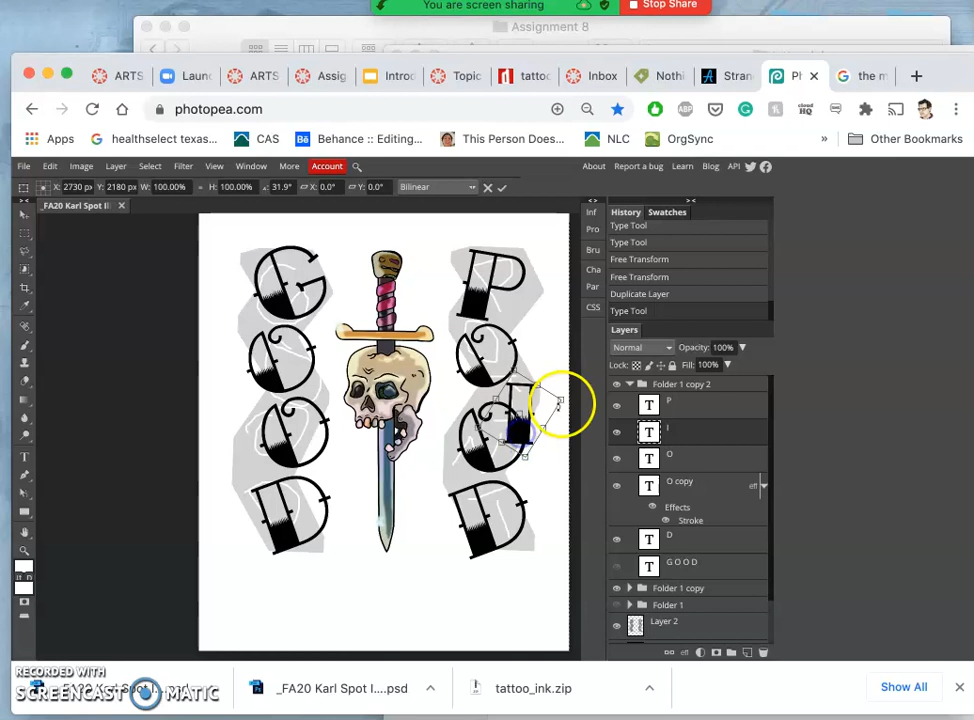 You are screen sharing
Stop Share
Assignment 8
ARTS
Laun
ARTS
Assig
Intro
Topic
tattoo
Inbox
Nothi
Stran
Ph
the m
photopea.com
Apps
healthselect texas...
CAS
Behance :: Editing...
This Person Does...
NLC
OrgSync
»
Other Bookmarks
File Edit Image Layer Select Filter View Window More Account
About Report a bug Learn Blog API
X: 2730 px Y: 2180 px W: 100.00% H: 100.00% 31.9° X: 0.0° Y: 0.0° Bilinear
_FA20 Karl Spot Il
Inf
Pro
Bru
Cha
Par
CSS
History Swatches
Type Tool
Type Tool
Free Transform
Free Transform
Duplicate Layer
Type Tool
Layers
Normal Opacity: 100%
Lock: Fill: 100%
Folder 1 copy 2
T P
T I
T O
T O copy eff
Effects
Stroke
T D
T G O O D
Folder 1 copy
Folder 1
Layer 2
eff
G
O
O
D
P
O
I
O
D
_FA20 Karl Spot I....psd
tattoo_ink.zip
Show All
RECORDED WITH
SCREENCAST MATIC